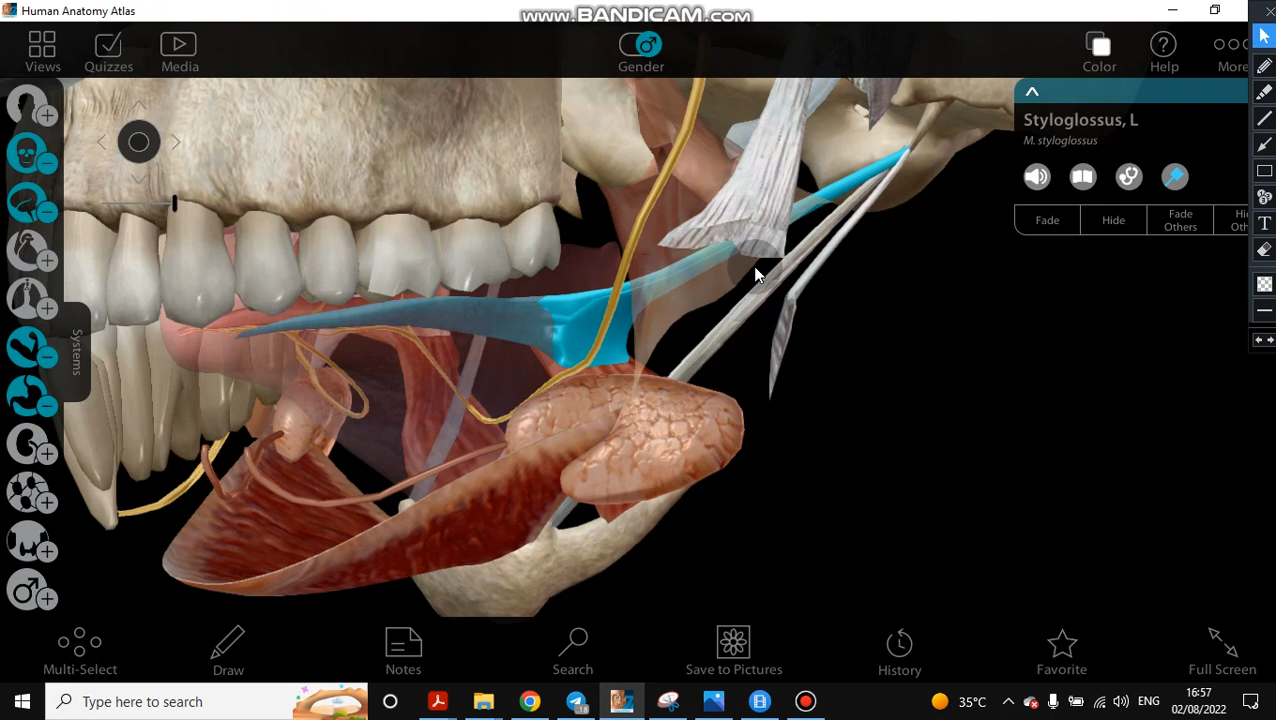 Human Anatomy Atlas
www.BANDICAM.com
Views
Quizzes
Media
Gender
Color
Help
More
Styloglossus, L
M. styloglossus
Fade
Hide
Fade
Others
Systems
T
Multi-Select
Draw
Notes
Search
Save to Pictures
History
Favorite
Full Screen
Type here to search
18
35°C
ENG
16:57
02/08/2022